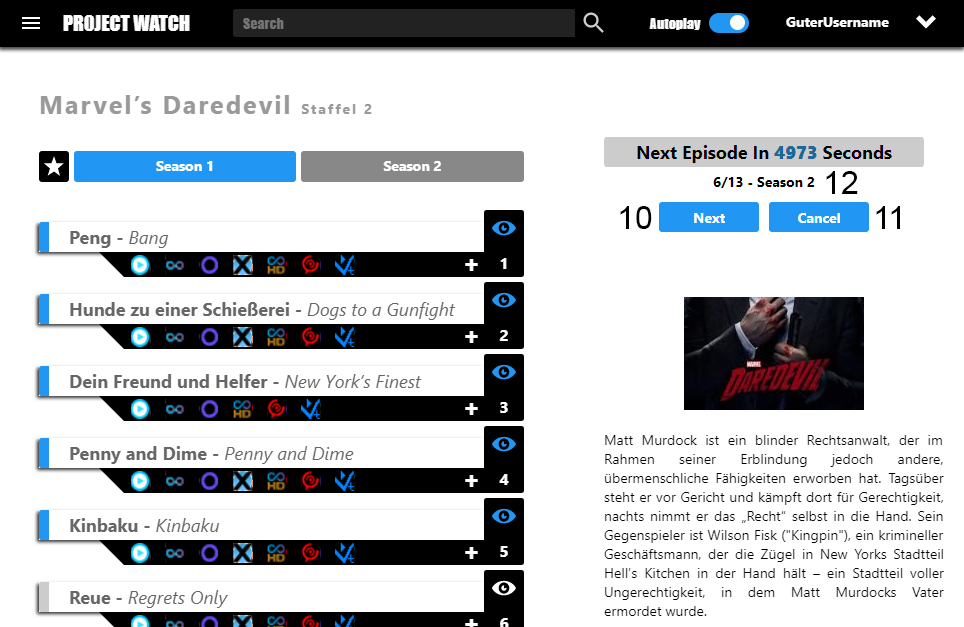 PROJECT WATCH
Search
Autoplay
GuterUsername
Marvel's Daredevil Staffel 2
Season 1
Season 2
Peng - Bang
HD
+ 1
Hunde zu einer Schießerei - Dogs to a Gunfight
HD
+ 2
Dein Freund und Helfer - New York's Finest
HD
+ 3
Penny and Dime - Penny and Dime
HD
+ 4
Kinbaku - Kinbaku
HD
+ 5
Reue - Regrets Only
+ 6
Next Episode In 4973 Seconds
6/13 - Season 2 12
10 Next Cancel 11
MARVEL
DAREDEVIL
Matt Murdock ist ein blinder Rechtsanwalt, der im
Rahmen seiner Erblindung jedoch andere,
übermenschliche Fähigkeiten erworben hat. Tagsüber
steht er vor Gericht und kämpft dort für Gerechtigkeit,
nachts nimmt er das „Recht" selbst in die Hand. Sein
Gegenspieler ist Wilson Fisk ("Kingpin"), ein krimineller
Geschäftsmann, der die Zügel in New Yorks Stadtteil
Hell's Kitchen in der Hand hält – ein Stadtteil voller
Ungerechtigkeit, in dem Matt Murdocks Vater
ermordet wurde.